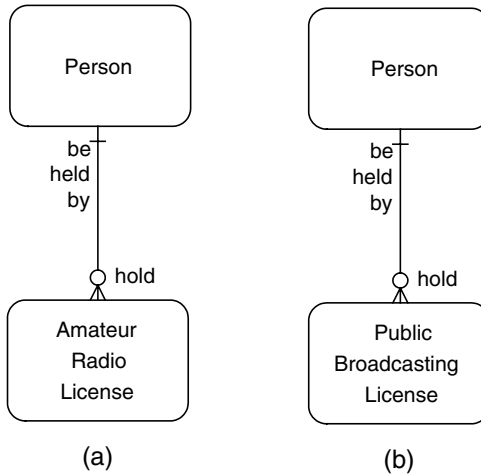 Person
be
held
by
hold
Amateur
Radio
License
(a)
Person
be
held
by
hold
Public
Broadcasting
License
(b)